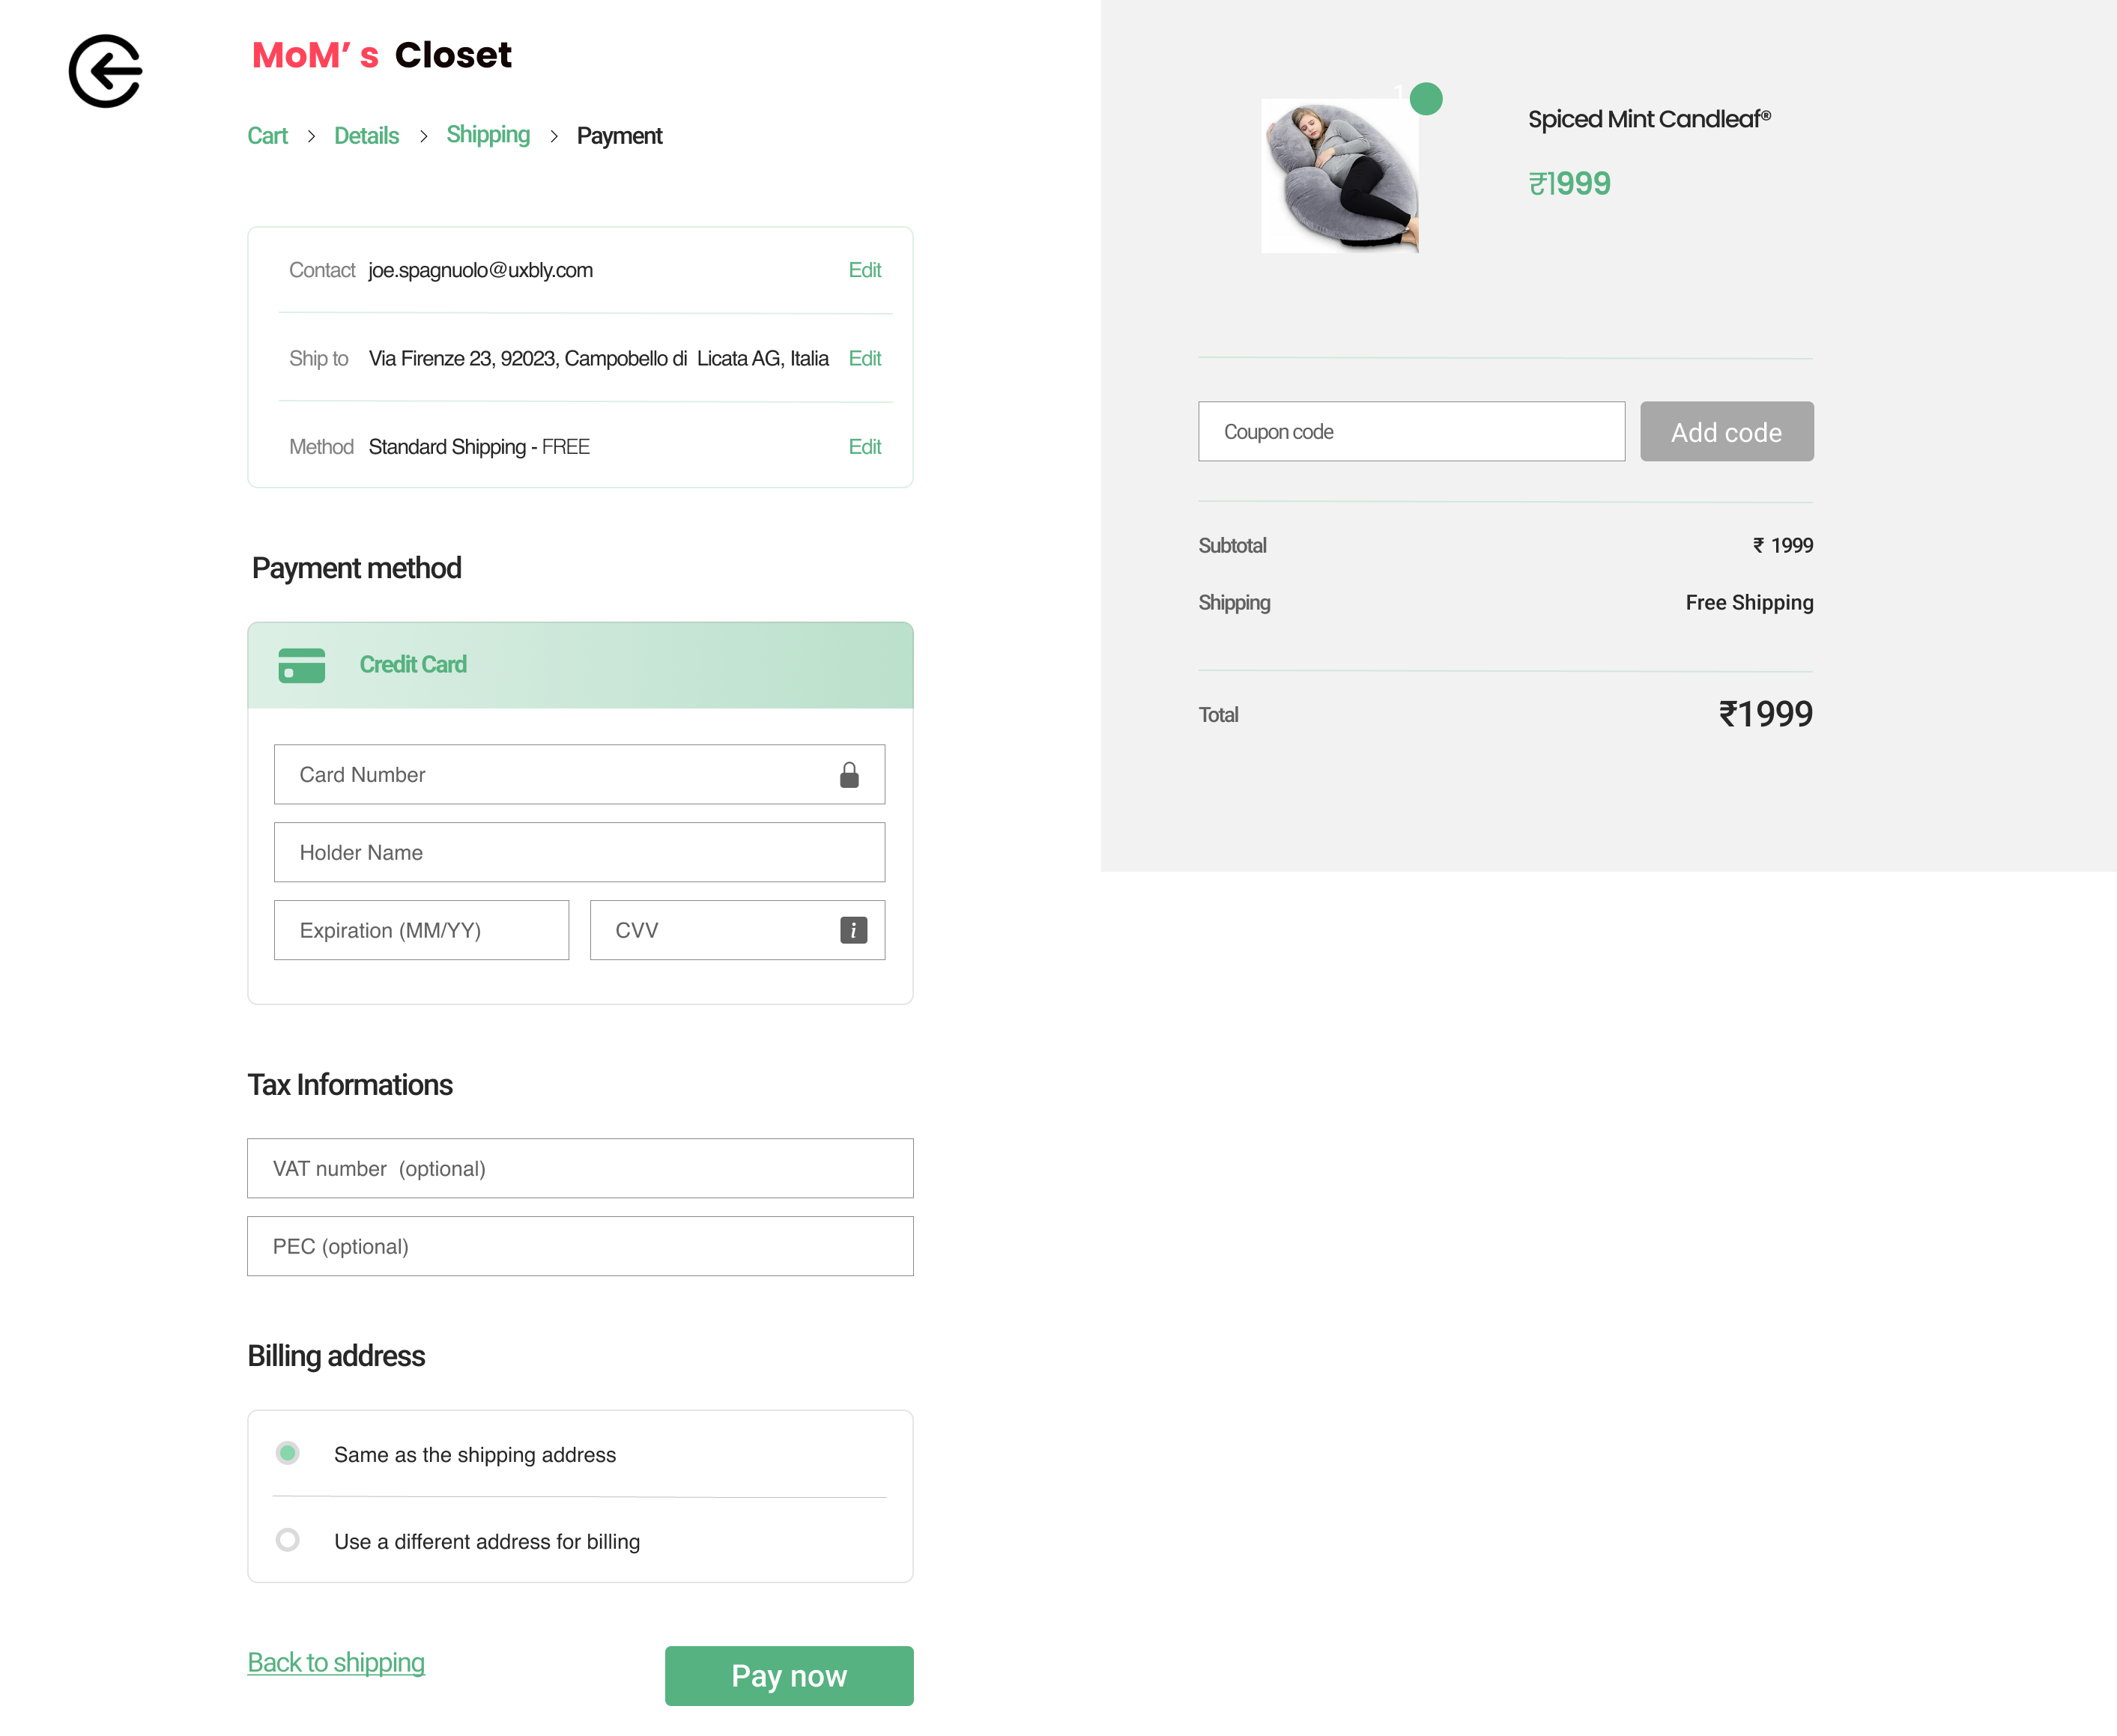 MoM’ s Closet
Cart > Details > Shipping > Payment
Contact joe.spagnuolo@uxbly.com Edit
Ship to Via Firenze 23, 92023, Campobello di Licata AG, Italia Edit
Method Standard Shipping - FREE Edit
Payment method
Credit Card
Card Number
Holder Name
Expiration (MM/YY)
CVV
i
Tax Informations
VAT number (optional)
PEC (optional)
Billing address
Same as the shipping address
Use a different address for billing
Back to shipping
Pay now
1
Spiced Mint Candleaf®
₹1999
Coupon code
Add code
Subtotal ₹ 1999
Shipping Free Shipping
Total ₹1999